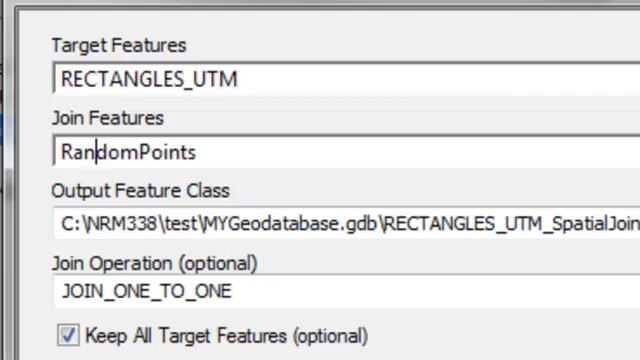 Target Features
RECTANGLES_UTM
Join Features
RandomPoints
Output Feature Class
C:\NRM338\test\MYGeodatabase.gdb\RECTANGLES_UTM_SpatialJoin
Join Operation (optional)
JOIN_ONE_TO_ONE
Keep All Target Features (optional)